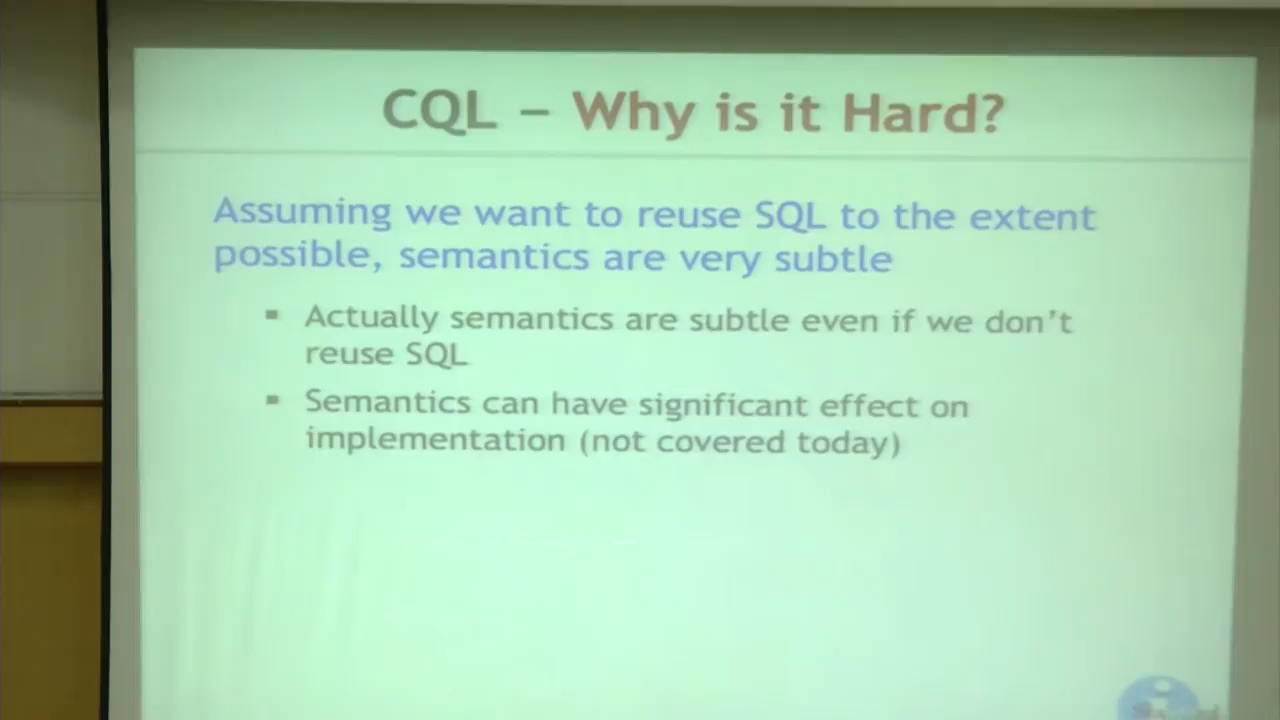 CQL – Why is it Hard?
Assuming we want to reuse SQL to the extent
possible, semantics are very subtle
▪ Actually semantics are subtle even if we don't
reuse SQL
▪ Semantics can have significant effect on
implementation (not covered today)